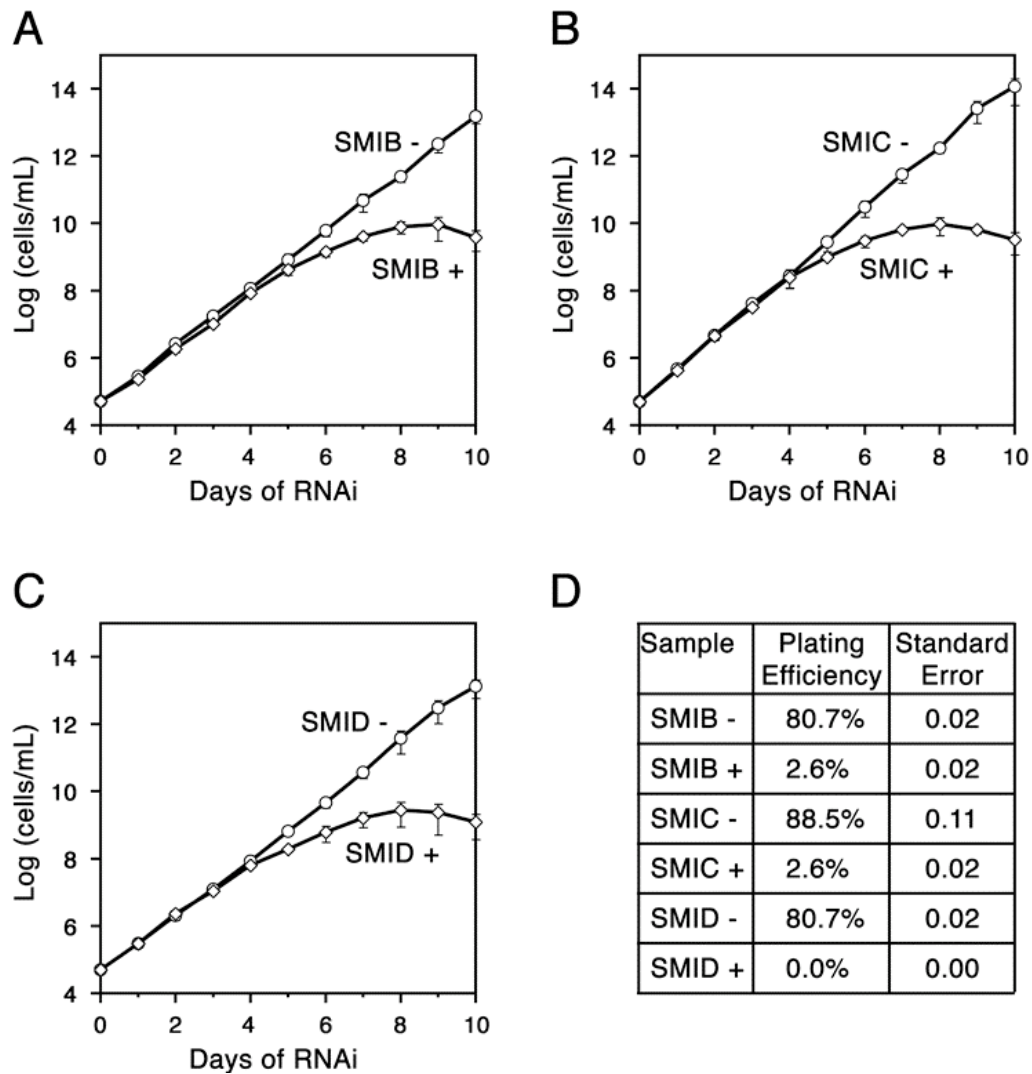 A
Log (cells/mL)
14
12
10
8
6
4
SMIB -
SMIB +
0 2 4 6 8 10
Days of RNAi
B
Log (cells/mL)
14
12
10
8
6
4
SMIC -
SMIC +
0 2 4 6 8 10
Days of RNAi
C
Log (cells/mL)
14
12
10
8
6
4
SMID -
SMID +
0 2 4 6 8 10
Days of RNAi
D
Sample Plating Efficiency Standard Error
SMIB - 80.7% 0.02
SMIB + 2.6% 0.02
SMIC - 88.5% 0.11
SMIC + 2.6% 0.02
SMID - 80.7% 0.02
SMID + 0.0% 0.00